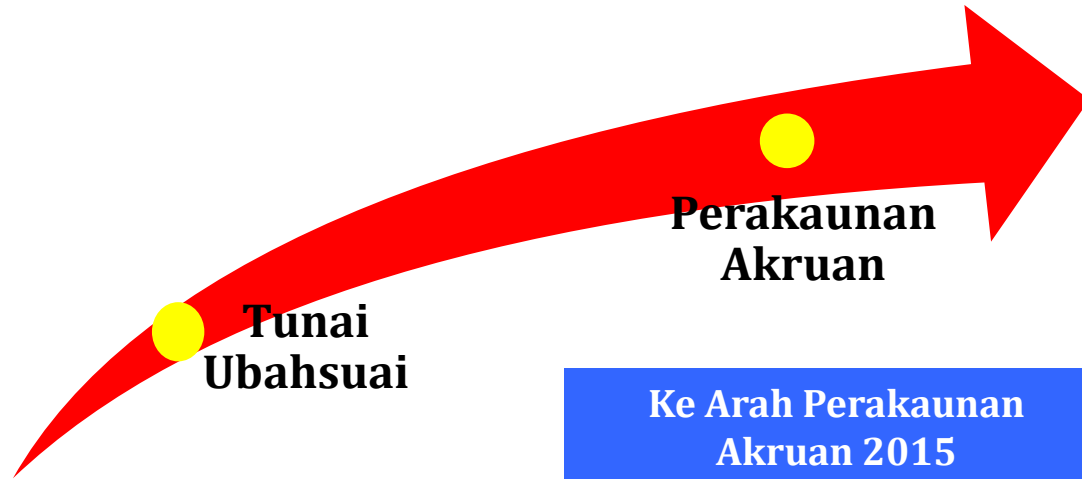 Perakaunan
Akruan
Tunai
Ubahsuai
Ke Arah Perakaunan
Akruan 2015